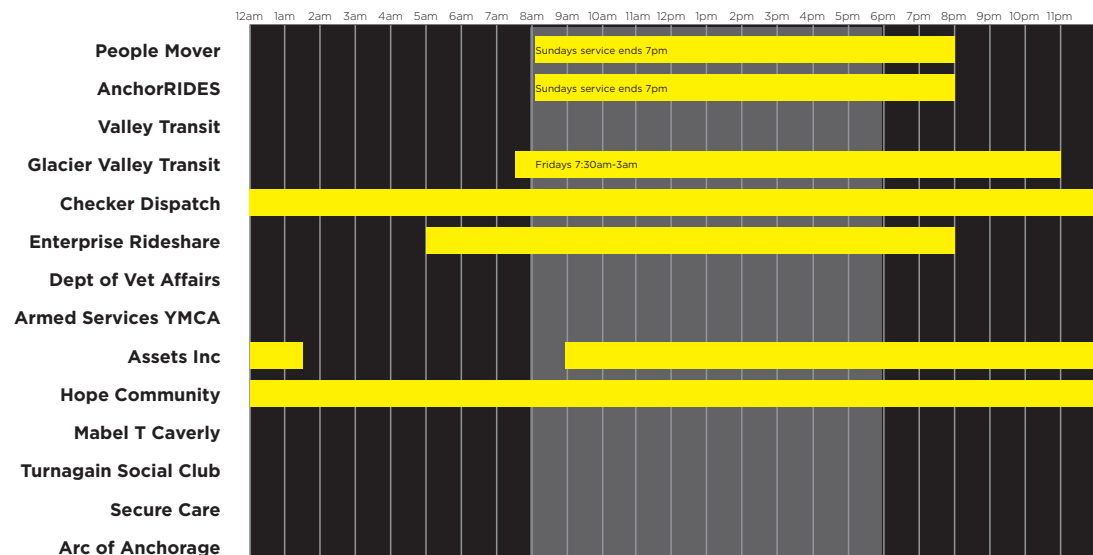 12am 1am 2am 3am 4am 5am 6am 7am 8am 9am 10am 11am 12pm 1pm 2pm 3pm 4pm 5pm 6pm 7pm 8pm 9pm 10pm 11pm
People Mover Sundays service ends 7pm
AnchorRIDES Sundays service ends 7pm
Valley Transit
Glacier Valley Transit Fridays 7:30am-3am
Checker Dispatch
Enterprise Rideshare
Dept of Vet Affairs
Armed Services YMCA
Assets Inc
Hope Community
Mabel T Caverly
Turnagain Social Club
Secure Care
Arc of Anchorage